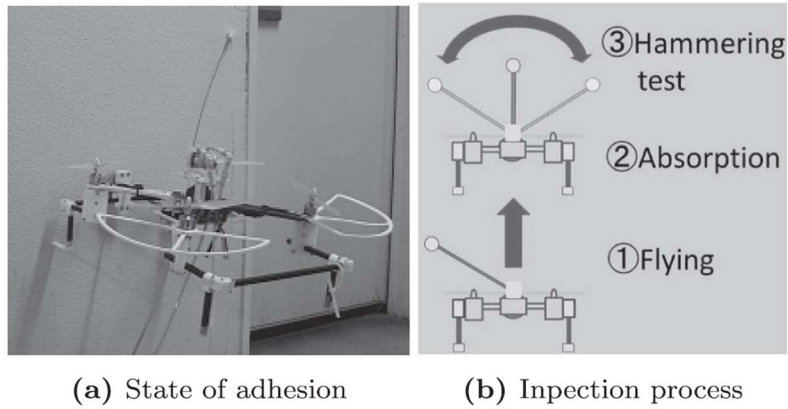 ③Hammering
test
②Absorption
①Flying
(a) State of adhesion
(b) Inpection process